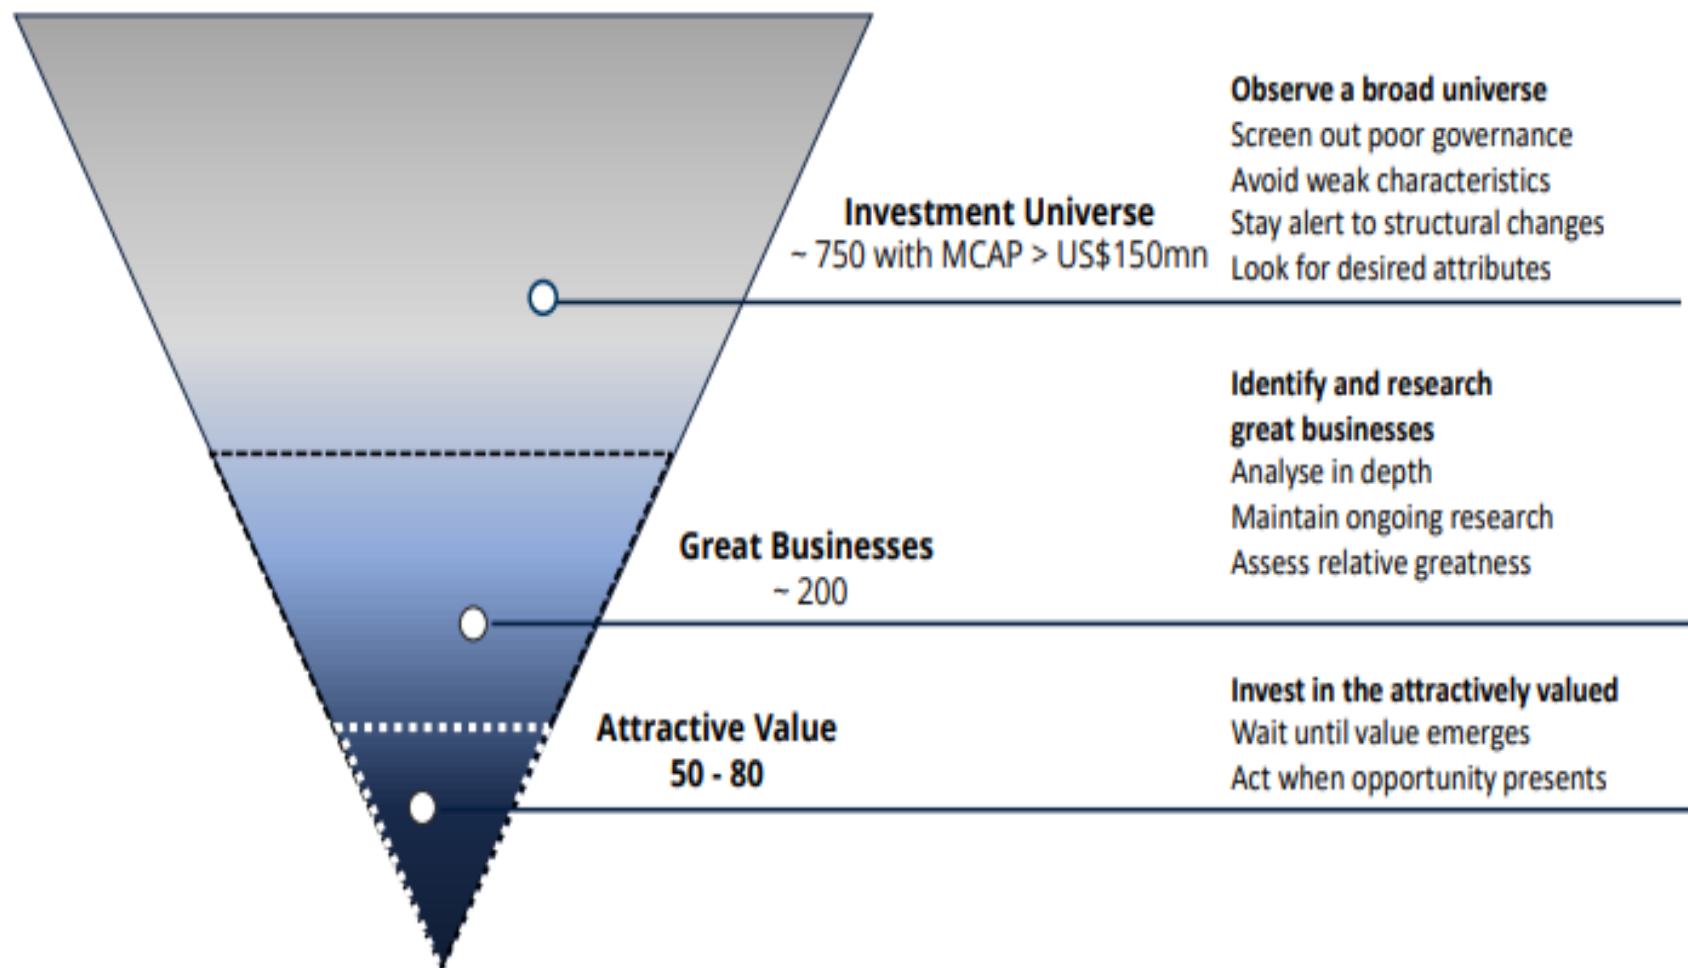 Observe a broad universe
Screen out poor governance
Avoid weak characteristics
Stay alert to structural changes
Look for desired attributes
Investment Universe
~ 750 with MCAP > US$150mn
Identify and research
great businesses
Analyse in depth
Maintain ongoing research
Assess relative greatness
Great Businesses
~ 200
Invest in the attractively valued
Wait until value emerges
Act when opportunity presents
Attractive Value
50 - 80